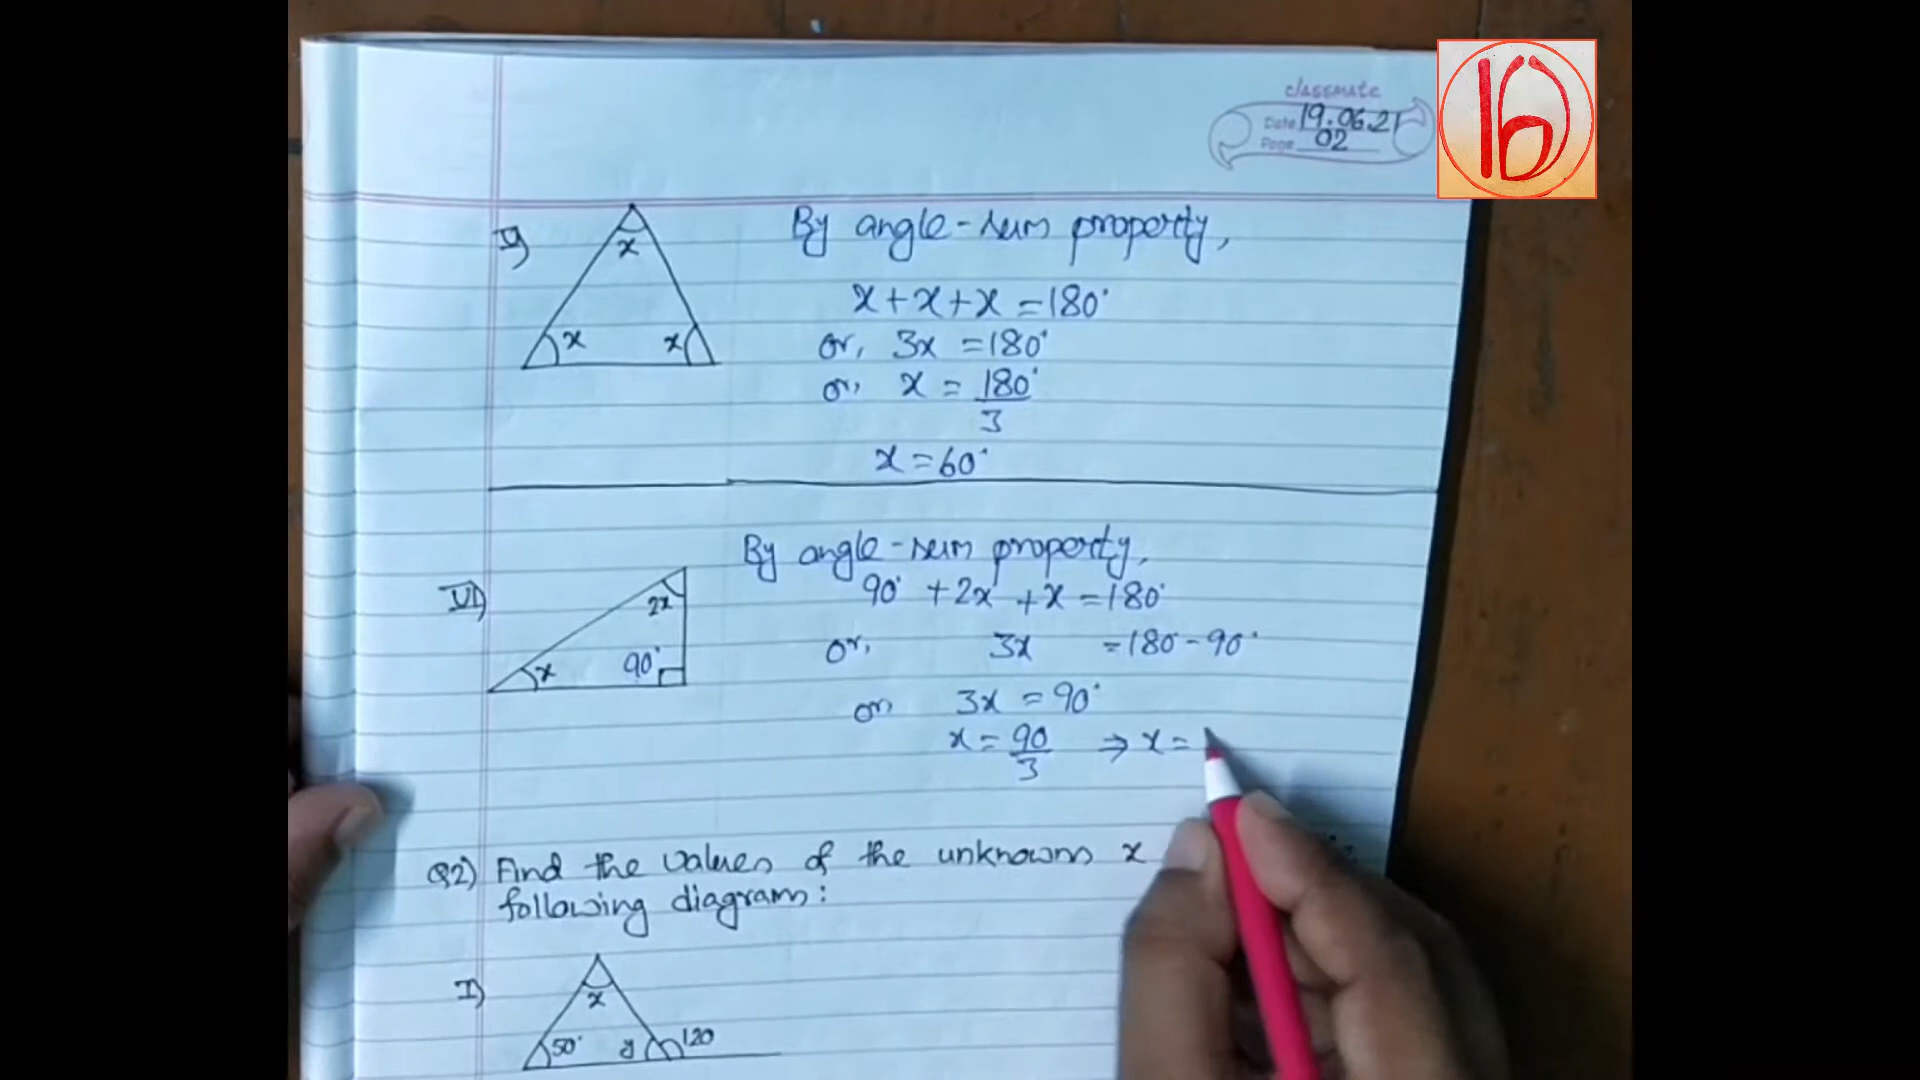 classmate
Date 19.06.21
Page 02
V)
x
x
x
By angle-sum property,
x + x + x = 180°
or, 3x = 180°
or, x = 180°/3
x = 60°
VI)
2x
x
90°
By angle-sum property,
90° + 2x + x = 180°
or, 3x = 180° - 90°
or, 3x = 90°
x = 90/3 ⇒ x =
Q2) Find the values of the unknowns x
following diagrams:
I)
x
50°
y
120